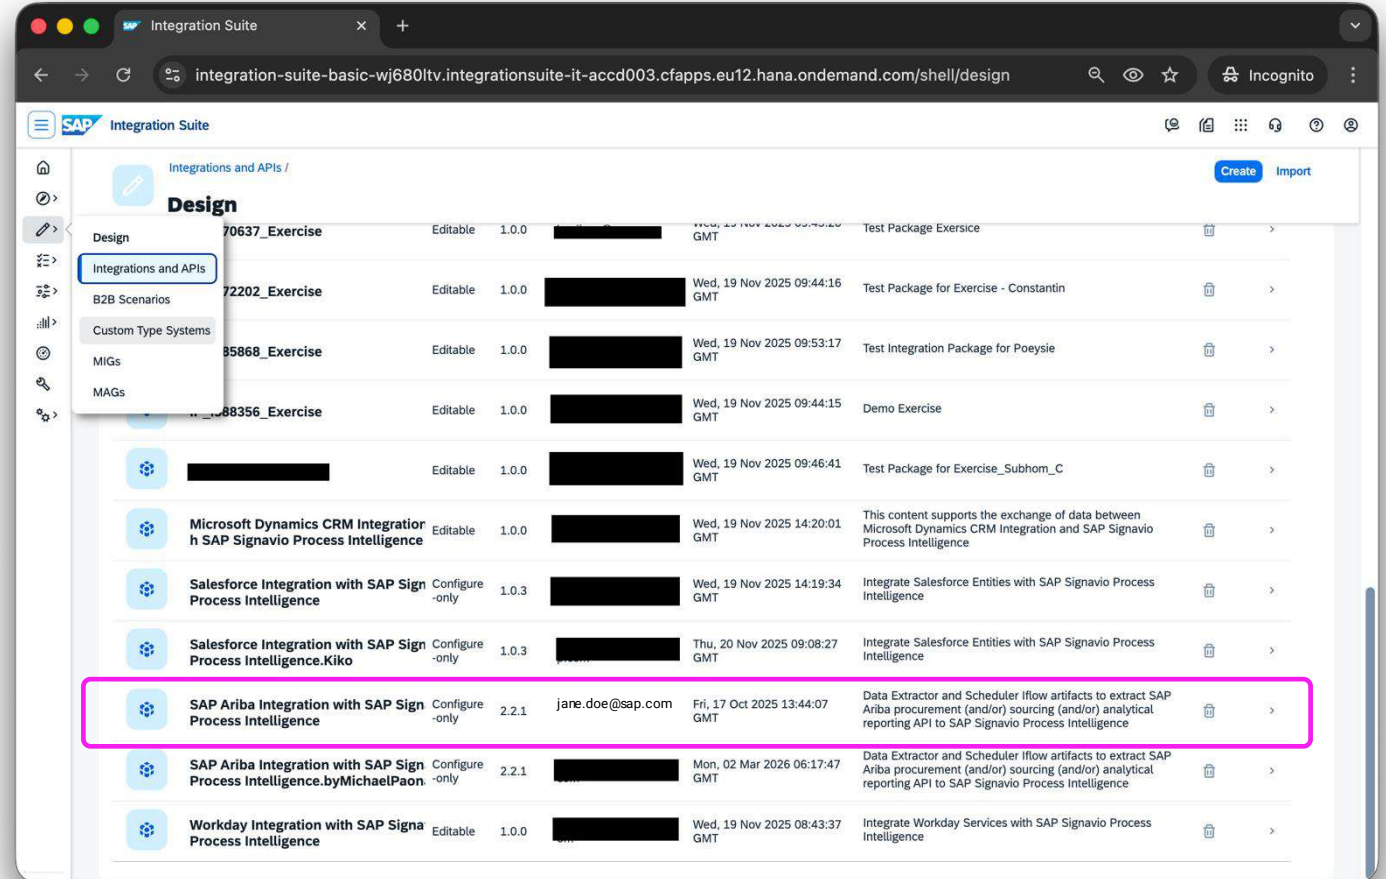 SAP Integration Suite
integration-suite-basic-wj680ltv.integrationsuite-it-accd003.cfapps.eu12.hana.ondemand.com/shell/design
Incognito
SAP Integration Suite
Integrations and APIs /
Design
Create Import
Design
Integrations and APIs
B2B Scenarios
Custom Type Systems
MIGs
MAGs
70637_Exercise Editable 1.0.0 GMT Test Package Exersice
72202_Exercise Editable 1.0.0 Wed, 19 Nov 2025 09:44:16 GMT Test Package for Exercise - Constantin
85868_Exercise Editable 1.0.0 Wed, 19 Nov 2025 09:53:17 GMT Test Integration Package for Poeysie
88356_Exercise Editable 1.0.0 Wed, 19 Nov 2025 09:44:15 GMT Demo Exercise
Editable 1.0.0 Wed, 19 Nov 2025 09:46:41 GMT Test Package for Exercise_Subhom_C
Microsoft Dynamics CRM Integration
h SAP Signavio Process Intelligence
Editable 1.0.0 Wed, 19 Nov 2025 14:20:01 GMT
This content supports the exchange of data between
Microsoft Dynamics CRM Integration and SAP Signavio
Process Intelligence
Salesforce Integration with SAP Sign
Process Intelligence
Configure
-only
1.0.3 Wed, 19 Nov 2025 14:19:34 GMT
Integrate Salesforce Entities with SAP Signavio Process
Intelligence
Salesforce Integration with SAP Sign
Process Intelligence.Kiko
Configure
-only
1.0.3 Thu, 20 Nov 2025 09:08:27 GMT
Integrate Salesforce Entities with SAP Signavio Process
Intelligence
SAP Ariba Integration with SAP Sign
Process Intelligence
Configure
-only
2.2.1 jane.doe@sap.com Fri, 17 Oct 2025 13:44:07 GMT
Data Extractor and Scheduler Iflow artifacts to extract SAP
Ariba procurement (and/or) sourcing (and/or) analytical
reporting API to SAP Signavio Process Intelligence
SAP Ariba Integration with SAP Sign
Process Intelligence.byMichaelPaon
Configure
-only
2.2.1 Mon, 02 Mar 2026 06:17:47 GMT
Data Extractor and Scheduler Iflow artifacts to extract SAP
Ariba procurement (and/or) sourcing (and/or) analytical
reporting API to SAP Signavio Process Intelligence
Workday Integration with SAP Signa
Process Intelligence
Editable 1.0.0 Wed, 19 Nov 2025 08:43:37 GMT
Integrate Workday Services with SAP Signavio Process
Intelligence